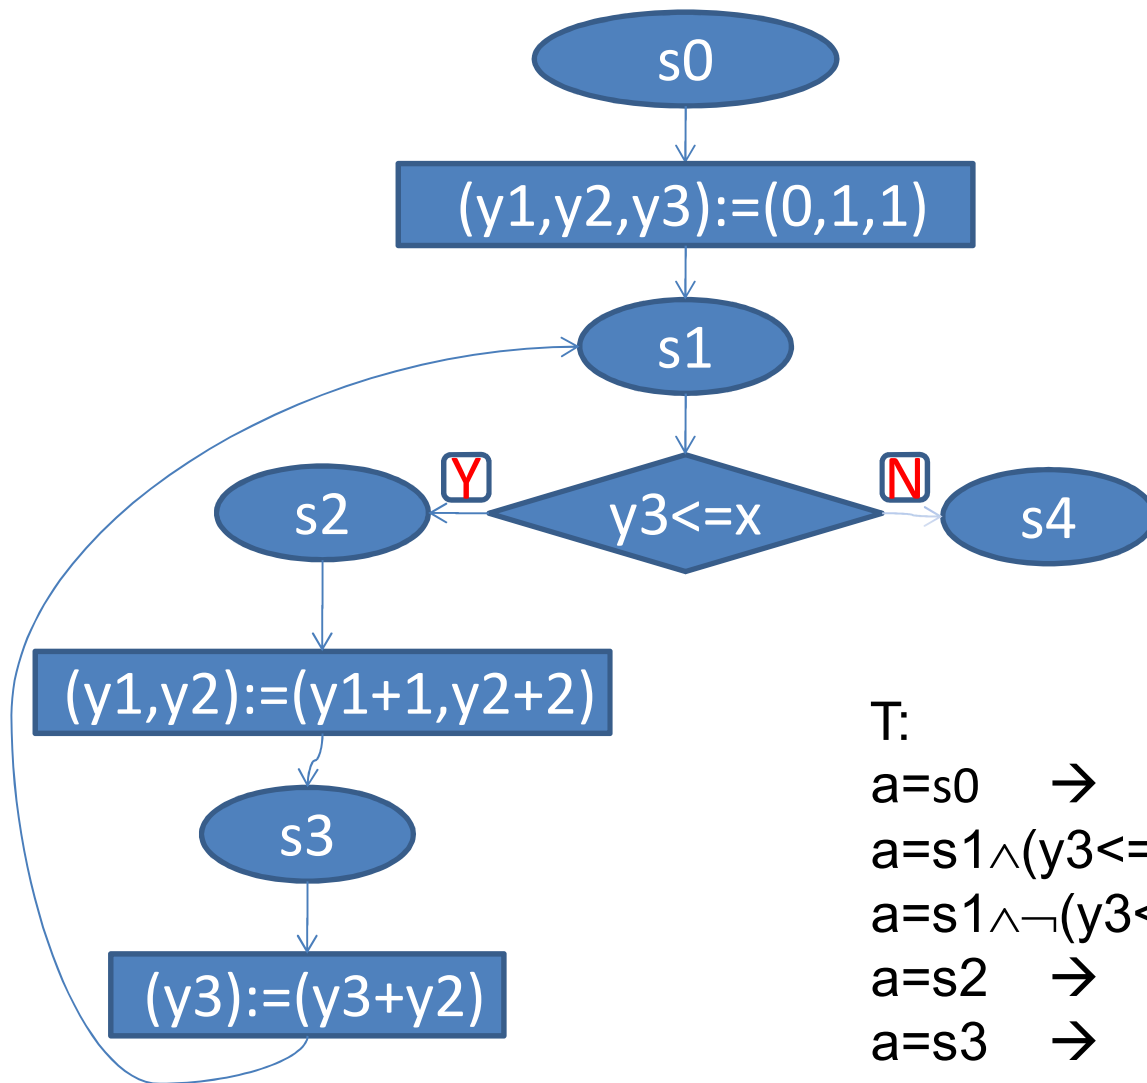 s0
(y1,y2,y3):=(0,1,1)
s1
Y
N
s2
y3<=x
s4
(y1,y2):=(y1+1,y2+2)
s3
(y3):=(y3+y2)
T:
a=s0 →
a=s1∧(y3<=
a=s1∧¬(y3<
a=s2 →
a=s3 →